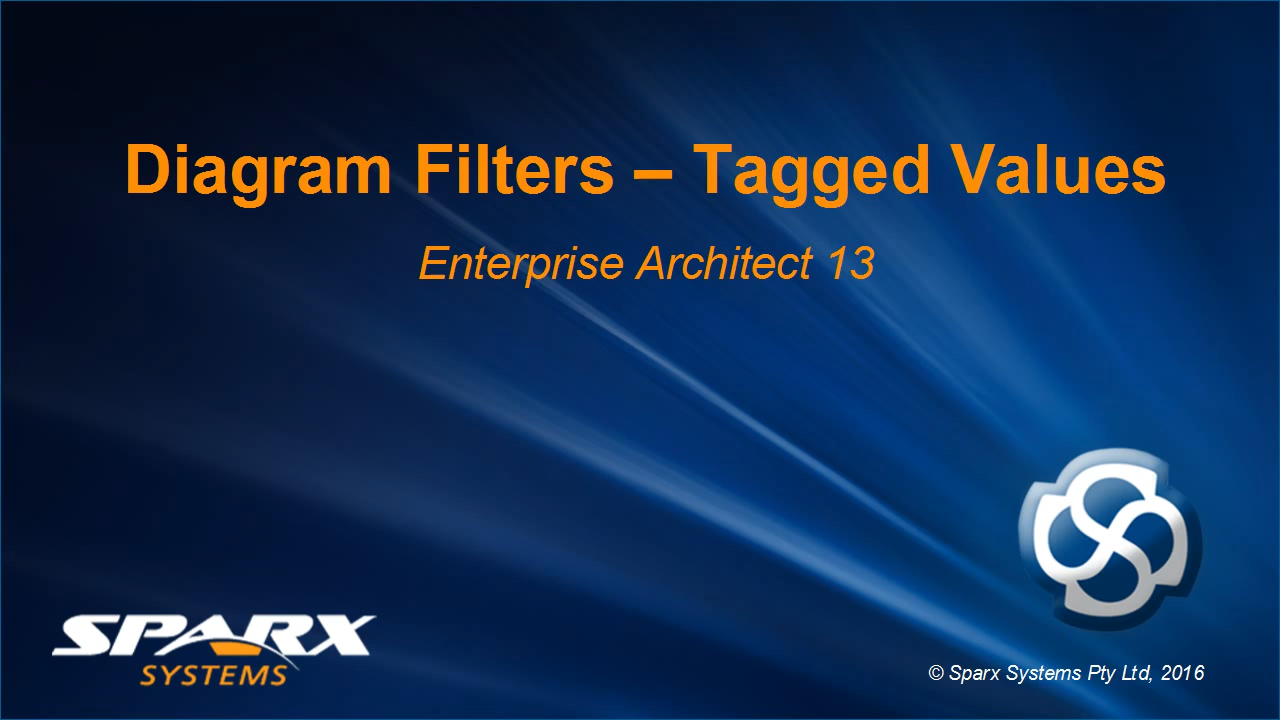 Diagram Filters – Tagged Values
Enterprise Architect 13
SPARX
SYSTEMS
© Sparx Systems Pty Ltd, 2016